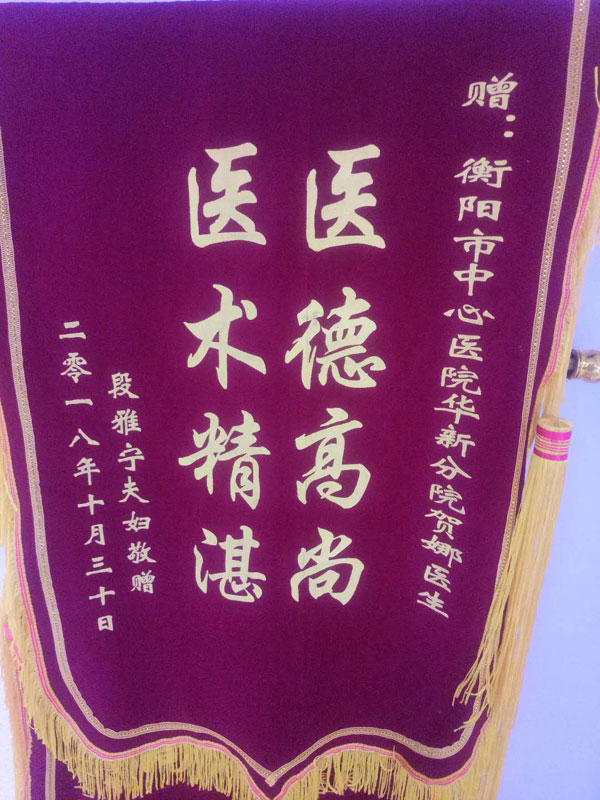 赠：衡阳市中心医院华新分院贺娜医生
医德高尚
医术精湛
段雅宁夫妇敬赠
二零一八年十月三十日